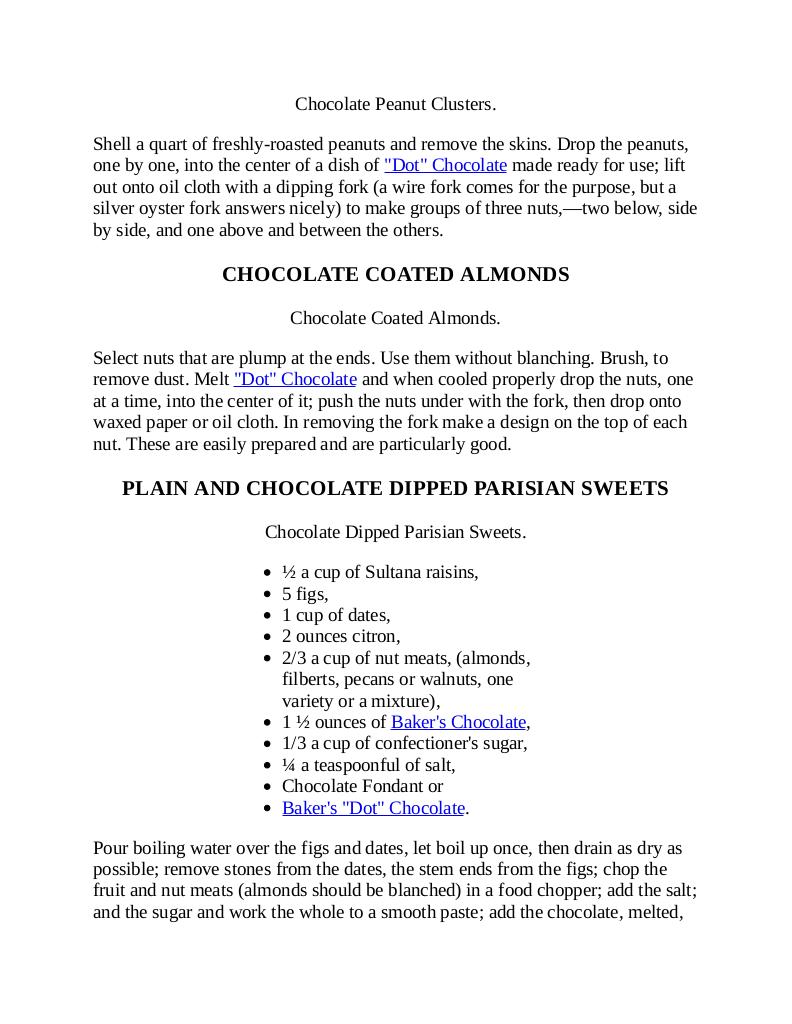 Chocolate Peanut Clusters.
Shell a quart of freshly-roasted peanuts and remove the skins. Drop the peanuts,
one by one, into the center of a dish of "Dot" Chocolate made ready for use; lift
out onto oil cloth with a dipping fork (a wire fork comes for the purpose, but a
silver oyster fork answers nicely) to make groups of three nuts,—two below, side
by side, and one above and between the others.
CHOCOLATE COATED ALMONDS
Chocolate Coated Almonds.
Select nuts that are plump at the ends. Use them without blanching. Brush, to
remove dust. Melt "Dot" Chocolate and when cooled properly drop the nuts, one
at a time, into the center of it; push the nuts under with the fork, then drop onto
waxed paper or oil cloth. In removing the fork make a design on the top of each
nut. These are easily prepared and are particularly good.
PLAIN AND CHOCOLATE DIPPED PARISIAN SWEETS
Chocolate Dipped Parisian Sweets.
• ½ a cup of Sultana raisins,
• 5 figs,
• 1 cup of dates,
• 2 ounces citron,
• 2/3 a cup of nut meats, (almonds,
filberts, pecans or walnuts, one
variety or a mixture),
• 1 ½ ounces of Baker's Chocolate,
• 1/3 a cup of confectioner's sugar,
• ¼ a teaspoonful of salt,
• Chocolate Fondant or
• Baker's "Dot" Chocolate.
Pour boiling water over the figs and dates, let boil up once, then drain as dry as
possible; remove stones from the dates, the stem ends from the figs; chop the
fruit and nut meats (almonds should be blanched) in a food chopper; add the salt;
and the sugar and work the whole to a smooth paste; add the chocolate, melted,